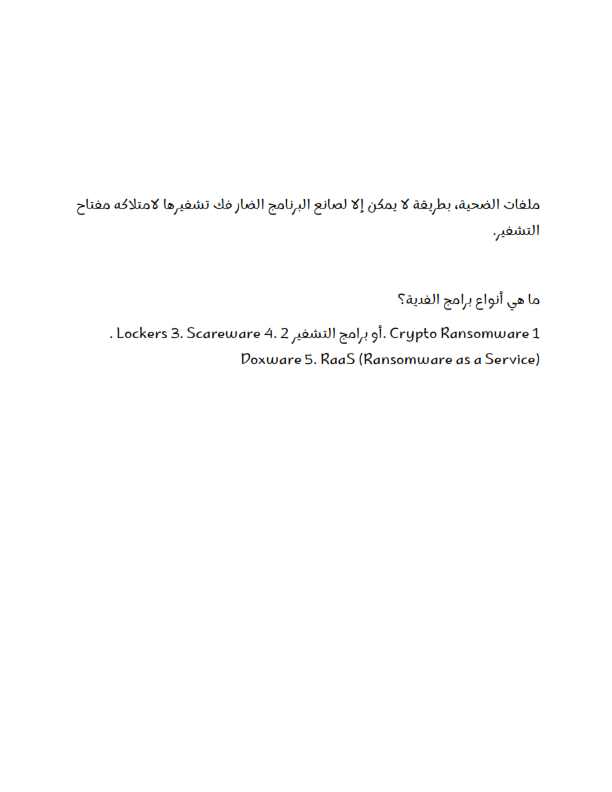 ملفات الضحية، بطريقة لا يمكن إلا لصانع البرنامج الضار فك تشفيرها لامتلاكه مفتاح
التشفير.
ما هي أنواع برامج الفدية؟
1 Crypto Ransomware .أو برامج التشفير 2 .Lockers 3. Scareware 4 .
Doxware 5. RaaS (Ransomware as a Service)